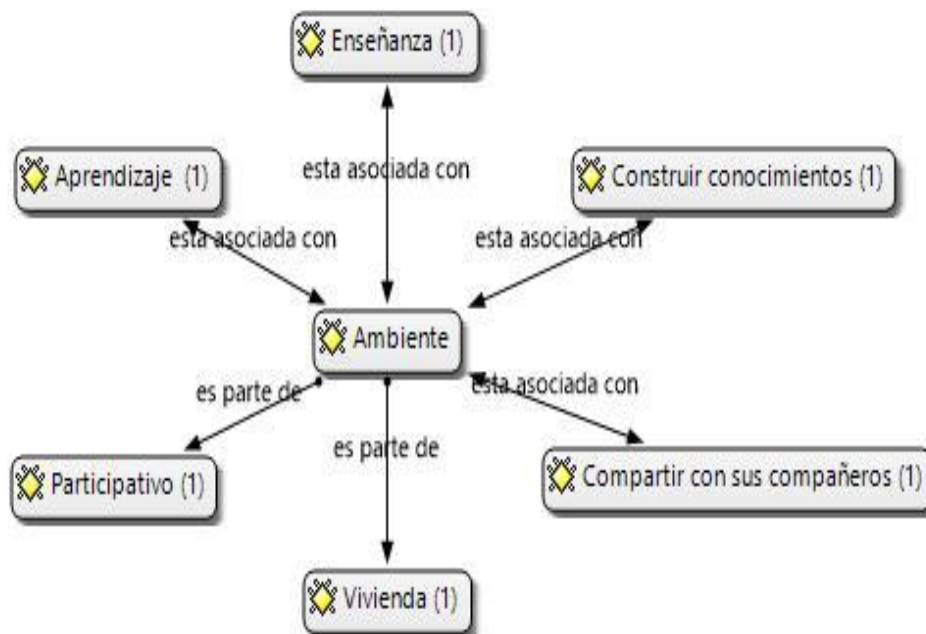 Enseñanza (1)
esta asociada con
Aprendizaje (1)
Construir conocimientos (1)
esta asociada con
esta asociada con
Ambiente
es parte de
esta asociada con
es parte de
Participativo (1)
Compartir con sus compañeros (1)
Vivienda (1)